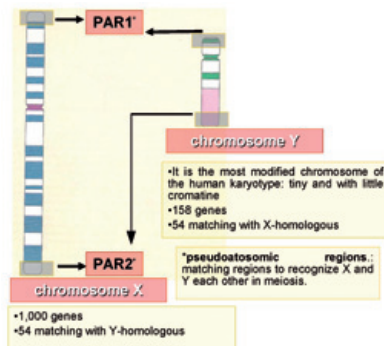 PAR1*
chromosome Y
•It is the most modified chromosome of
the human karyotype: tiny and with little
cromatine
•158 genes
•54 matching with X-homologous
*pseudoatosomic regions.:
matching regions to recognize X and
Y each other in meiosis.
PAR2*
chromosome X
•1,000 genes
•54 matching with Y-homologous